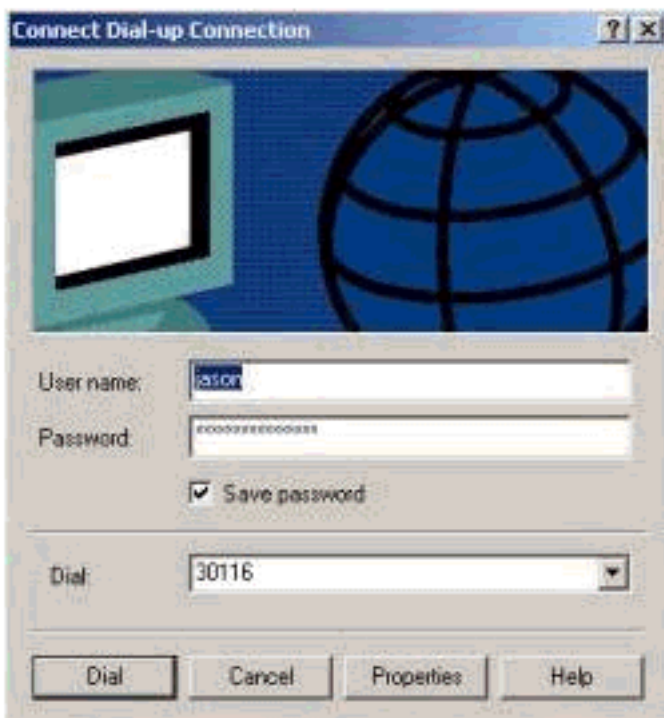 Connect Dial-up Connection
User name: jason
Password: **************
Save password
Dial: 30116
Dial Cancel Properties Help